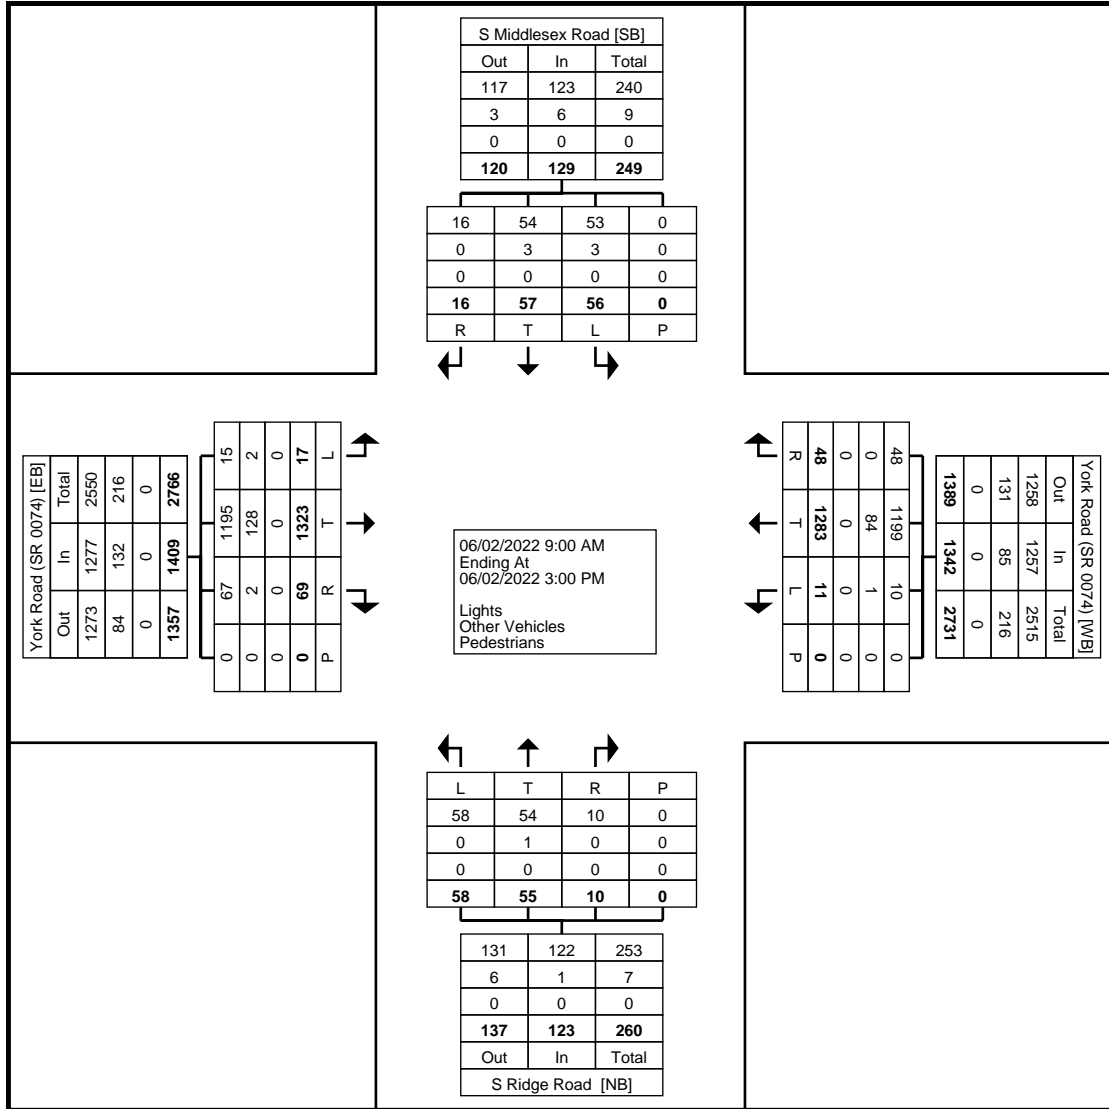 S Middlesex Road [SB]
Out In Total
117 123 240
3 6 9
0 0 0
120 129 249
16 54 53 0
0 3 3 0
0 0 0 0
16 57 56 0
R T L P
York Road (SR 0074) [EB]
Total In Out
2550 1277 1273
216 132 84
0 0 0
2766 1409 1357
15 1195 67 0
2 128 2 0
0 0 0 0
17 1323 69 0
L T R P
06/02/2022 9:00 AM
Ending At
06/02/2022 3:00 PM
Lights
Other Vehicles
Pedestrians
R T L P
48 1283 11 0
0 0 0 0
0 84 1 0
48 1199 10 0
York Road (SR 0074) [WB]
Out In Total
1258 1257 2515
131 85 216
0 0 0
1389 1342 2731
L T R P
58 54 10 0
0 1 0 0
0 0 0 0
58 55 10 0
131 122 253
6 1 7
0 0 0
137 123 260
Out In Total
S Ridge Road [NB]